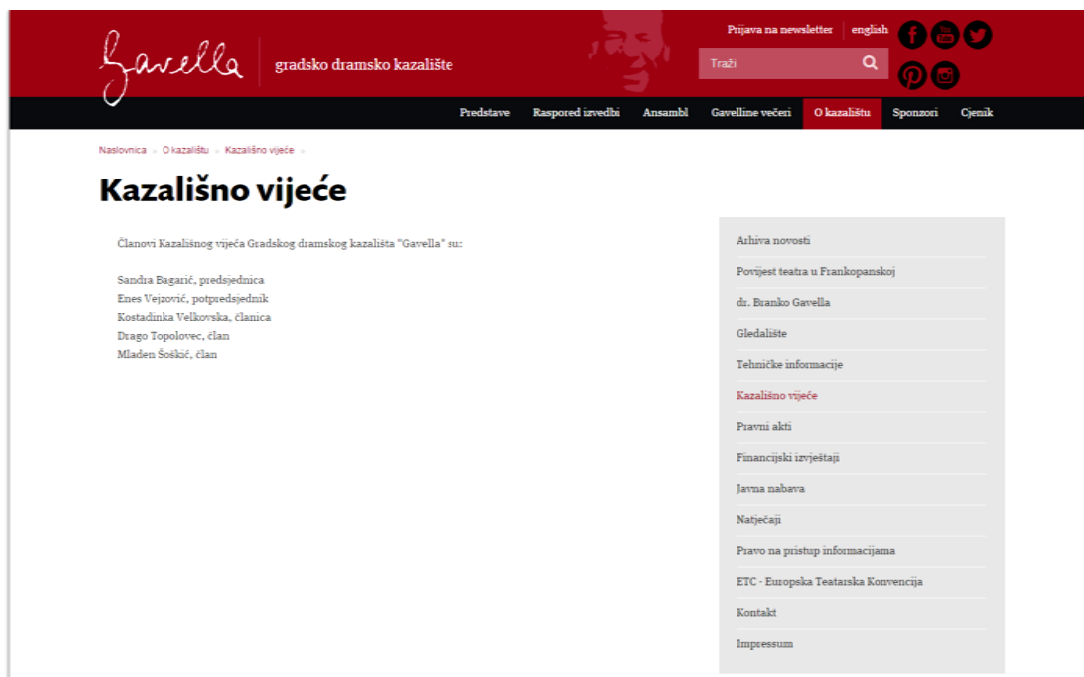 Gavella
gradsko dramsko kazalište
Prijava na newsletter
english
Traži
Predstave
Raspored izvedbi
Ansambl
Gavelline večeri
O kazalištu
Sponzori
Cjenik
Naslovnica » O kazalištu » Kazališno vijeće »
Kazališno vijeće
Članovi Kazališnog vijeća Gradskog dramskog kazališta "Gavella" su:
Sandra Bagarić, predsjednica
Enes Vejzović, potpredsjednik
Kostadinka Velkovska, članica
Drago Topolovec, član
Mladen Šoškić, član
Arhiva novosti
Povijest teatra u Frankopanskoj
dr. Branko Gavella
Gledalište
Tehničke informacije
Kazališno vijeće
Pravni akti
Financijski izvještaji
Javna nabava
Natječaji
Pravo na pristup informacijama
ETC - Europska Teatarska Konvencija
Kontakt
Impressum